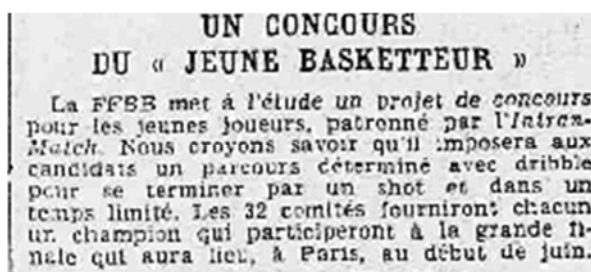 UN CONCOURS
DU « JEUNE BASKETTEUR »
La FFBB met à l'étude un projet de concours
pour les jeunes joueurs, patronné par l'Intran-
Match. Nous croyons savoir qu'il imposera aux
candidats un parcours déterminé avec dribble
pour se terminer par un shot et dans un
temps limité. Les 32 comités fourniront chacun
un champion qui participeront à la grande fi-
nale qui aura lieu, à Paris, au début de juin.